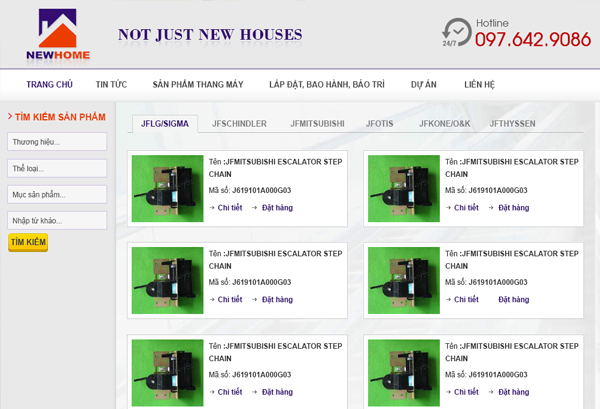 NEWHOME
NOT JUST NEW HOUSES
24/7
Hotline
097.642.9086
TRANG CHỦ TIN TỨC SẢN PHẨM THANG MÁY LẮP ĐẶT, BAO HÀNH, BẢO TRÌ DỰ ÁN LIÊN HỆ
TÌM KIẾM SẢN PHẨM
Thương hiệu...
Thể loại...
Mục sản phẩm...
Nhập từ khảo...
TÌM KIẾM
JFLG/SIGMA JFSCHINDLER JFMITSUBISHI JFOTIS JFKONE/O&K JFTHYSSEN
Tên :JFMITSUBISHI ESCALATOR STEP
CHAIN
Mã số: J619101A000G03
Chi tiết Đặt hàng
Tên :JFMITSUBISHI ESCALATOR STEP
CHAIN
Mã số: J619101A000G03
Chi tiết Đặt hàng
Tên :JFMITSUBISHI ESCALATOR STEP
CHAIN
Mã số: J619101A000G03
Chi tiết Đặt hàng
Tên :JFMITSUBISHI ESCALATOR STEP
CHAIN
Mã số: J619101A000G03
Chi tiết Đặt hàng
Tên :JFMITSUBISHI ESCALATOR STEP
CHAIN
Mã số: J619101A000G03
Chi tiết Đặt hàng
Tên :JFMITSUBISHI ESCALATOR STEP
CHAIN
Mã số: J619101A000G03
Chi tiết Đặt hàng